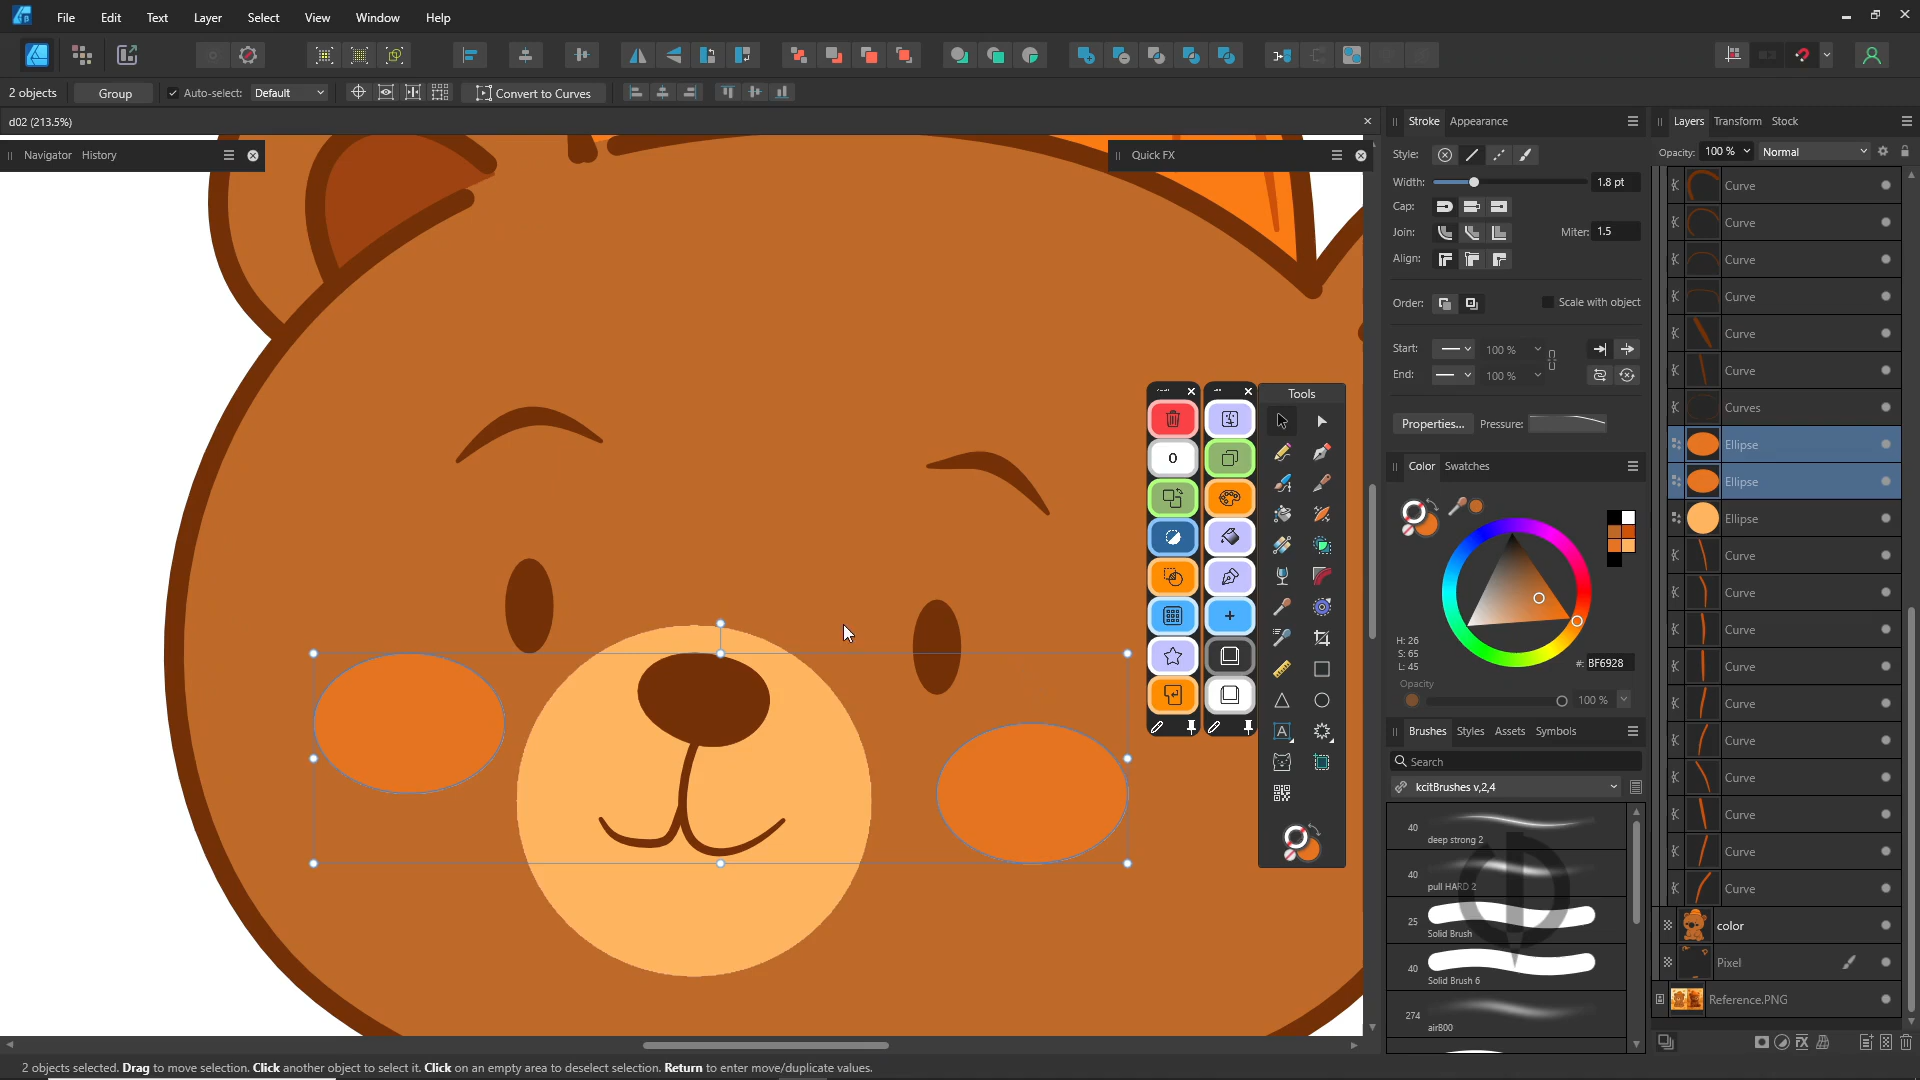 File Edit Text Layer Select View Window Help
2 objects Group Auto-select: Default Convert to Curves
d02 (213.5%)
Navigator History
Quick FX
Stroke Appearance
Style:
Width: 1.8 pt
Cap:
Join: Miter: 1.5
Align:
Order: Scale with object
Start: 100 %
End: 100 %
Properties... Pressure:
Color Swatches
H: 26
S: 65
L: 45
#: BF6928
Opacity
100 %
Brushes Styles Assets Symbols
Search
kcitBrushes v,2,4
40
deep strong 2
40
pull HARD 2
25
Solid Brush
40
Solid Brush 6
274
air800
Tools
0
A
Layers Transform Stock
Opacity: 100 % Normal
Curve
Curve
Curve
Curve
Curve
Curve
Curves
Ellipse
Ellipse
Ellipse
Curve
Curve
Curve
Curve
Curve
Curve
Curve
Curve
Curve
Curve
color
Pixel
Reference.PNG
2 objects selected. Drag to move selection. Click another object to select it. Click on an empty area to deselect selection. Return to enter move/duplicate values.